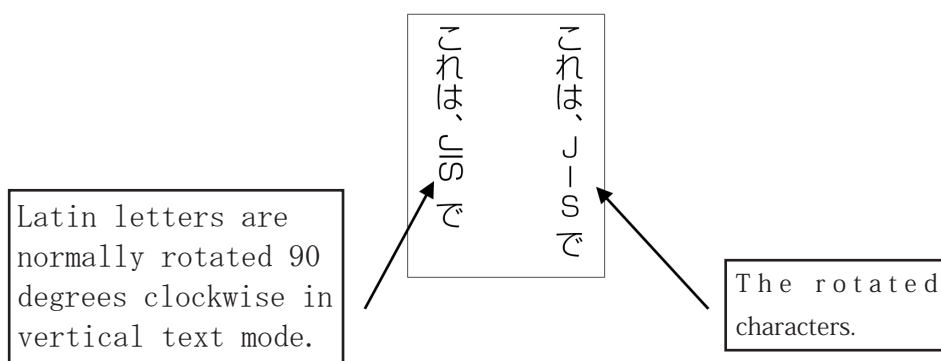 これは、JISで
これは、JISで
Latin letters are
normally rotated 90
degrees clockwise in
vertical text mode.
The rotated
characters.